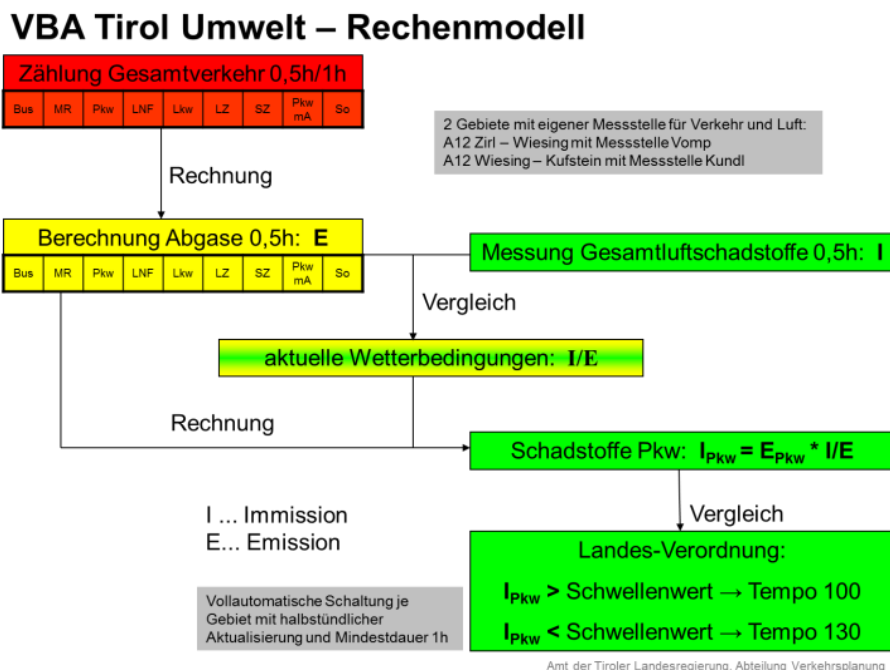 VBA Tirol Umwelt – Rechenmodell
Zählung Gesamtverkehr 0,5h/1h
Bus MR Pkw LNF Lkw LZ SZ Pkw mA So
2 Gebiete mit eigener Messstelle für Verkehr und Luft:
A12 Zirl – Wiesing mit Messstelle Vomp
A12 Wiesing – Kufstein mit Messstelle Kundl
Rechnung
Berechnung Abgase 0,5h: E
Bus MR Pkw LNF Lkw LZ SZ Pkw mA So
Messung Gesamtluftschadstoffe 0,5h: I
Vergleich
aktuelle Wetterbedingungen: I/E
Rechnung
Schadstoffe Pkw: I_Pkw = E_Pkw * I/E
Vergleich
I ... Immission
E... Emission
Landes-Verordnung:
I_Pkw > Schwellenwert → Tempo 100
I_Pkw < Schwellenwert → Tempo 130
Vollautomatische Schaltung je
Gebiet mit halbstündlicher
Aktualisierung und Mindestdauer 1h
Amt der Tiroler Landesregierung, Abteilung Verkehrsplanung